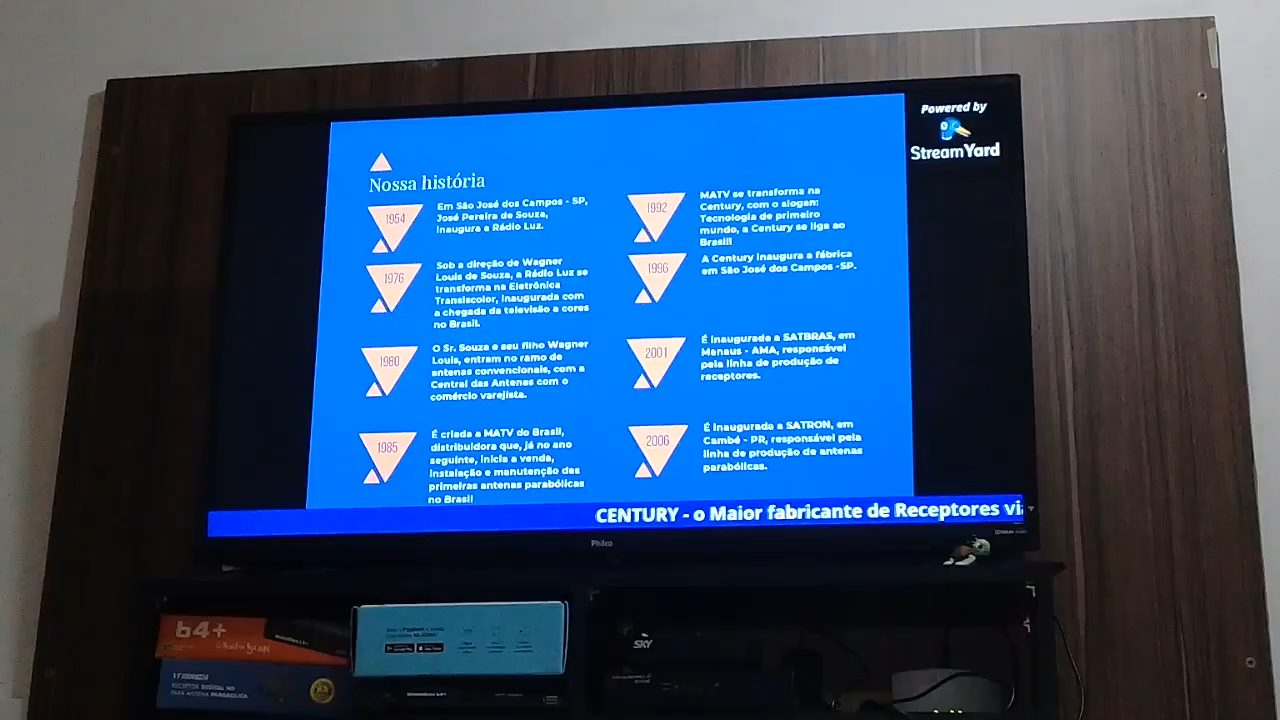 Powered by
StreamYard
Nossa história
1954
Em São José dos Campos - SP,
José Pereira de Souza,
Inaugura a Rádio Luz.
1976
Sob a direção de Wagner
Louis de Souza, a Rádio Luz se
transforma na Eletrônica
Transiscolor, inaugurada com
a chegada da televisão a cores
no Brasil.
1980
O Sr. Souza e seu filho Wagner
Louis, entram no ramo de
antenas convencionais, com a
Central das Antenas com o
comércio varejista.
1985
É criada a MATV do Brasil,
distribuidora que, já no ano
seguinte, inicia a venda,
instalação e manutenção das
primeiras antenas parabólicas
no Brasil
1992
MATV se transforma na
Century, com o slogan:
Tecnologia de primeiro
mundo, a Century se liga ao
Brasil!
1996
A Century inaugura a fábrica
em São José dos Campos -SP.
2001
É inaugurada a SATBRAS, em
Manaus - AMA, responsável
pela linha de produção de
receptores.
2006
É inaugurada a SATRON, em
Cambé - PR, responsável pela
linha de produção de antenas
parabólicas.
CENTURY - o Maior fabricante de Receptores vi
Philco
b4+
SKY
RECEPTOR DIGITAL HD
PARA ANTENA PARABÓLICA